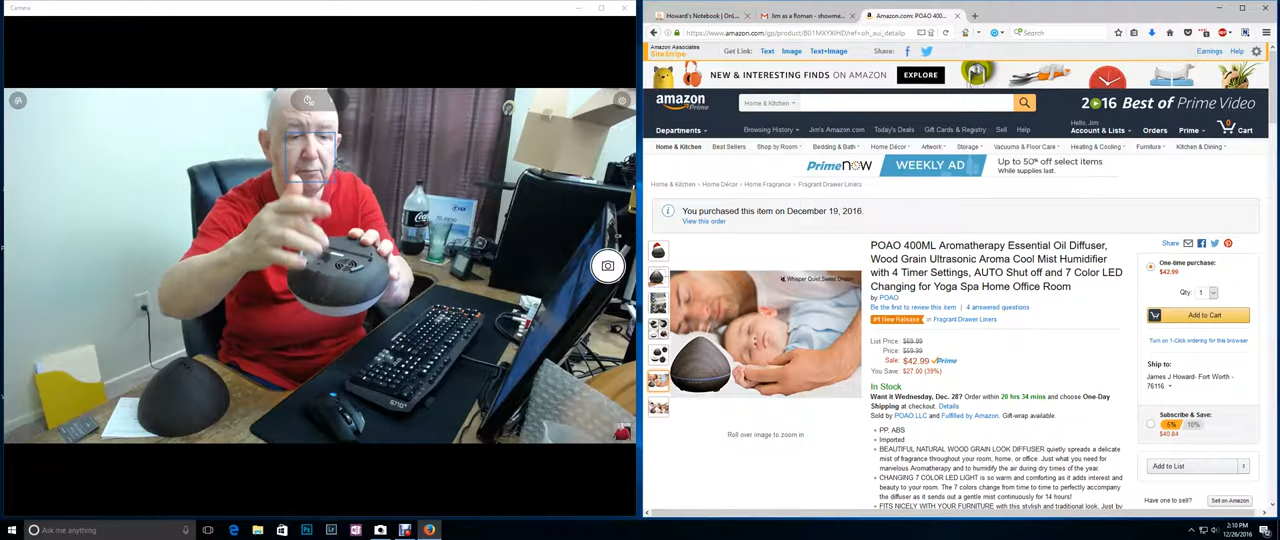 Camera
Howard's Notebook | OnL...
Jim as a Roman - showme...
Amazon.com: POAO 400...
https://www.amazon.com/gp/product/B01MXYXIHD/ref=oh_aui_detailp
Search
Amazon Associates
SiteStripe
Get Link: Text Image Text+Image Share:
Earnings Help
NEW & INTERESTING FINDS ON AMAZON EXPLORE
amazon
Prime
Home & Kitchen
2016 Best of Prime Video
Departments
Browsing History Jim's Amazon.com Today's Deals Gift Cards & Registry Sell Help
Hello, Jim
Account & Lists Orders Prime 0 Cart
Home & Kitchen Best Sellers Shop by Room Bedding & Bath Home Décor Artwork Storage Vacuums & Floor Care Heating & Cooling Furniture Kitchen & Dining
PrimeNOW WEEKLY AD Up to 50% off select items
While supplies last.
Home & Kitchen › Home Décor › Home Fragrance › Fragrant Drawer Liners
You purchased this item on December 19, 2016.
View this order
Whisper Quiet,Sweet Dream
Roll over image to zoom in
POAO 400ML Aromatherapy Essential Oil Diffuser,
Wood Grain Ultrasonic Aroma Cool Mist Humidifier
with 4 Timer Settings, AUTO Shut off and 7 Color LED
Changing for Yoga Spa Home Office Room
by POAO
Be the first to review this item | 4 answered questions
#1 New Release in Fragrant Drawer Liners
List Price: $69.99
Price: $59.99
Sale: $42.99 Prime
You Save: $27.00 (39%)
In Stock
Want it Wednesday, Dec. 28? Order within 20 hrs 34 mins and choose One-Day
Shipping at checkout. Details
Sold by POAO.LLC and Fulfilled by Amazon. Gift-wrap available.
PP, ABS
Imported
BEAUTIFUL NATURAL WOOD GRAIN LOOK DIFFUSER quietly spreads a delicate
mist of fragrance throughout your room, home, or office. Just what you need for
marvelous Aromatherapy and to humidify the air during dry times of the year.
CHANGING 7 COLOR LED LIGHT is so warm and comforting as it adds interest and
beauty to your room. The 7 colors change from time to time to perfectly accompany
the diffuser as it sends out a gentle mist continuously for 14 hours!
FITS NICELY WITH YOUR FURNITURE with this stylish and traditional look. Just by
Share
One-time purchase:
$42.99
Qty: 1
Add to Cart
Turn on 1-Click ordering for this browser
Ship to:
James J Howard- Fort Worth -
76116
Subscribe & Save:
5% 10%
$40.84
Add to List
Have one to sell? Sell on Amazon
Ask me anything
2:10 PM
12/26/2016